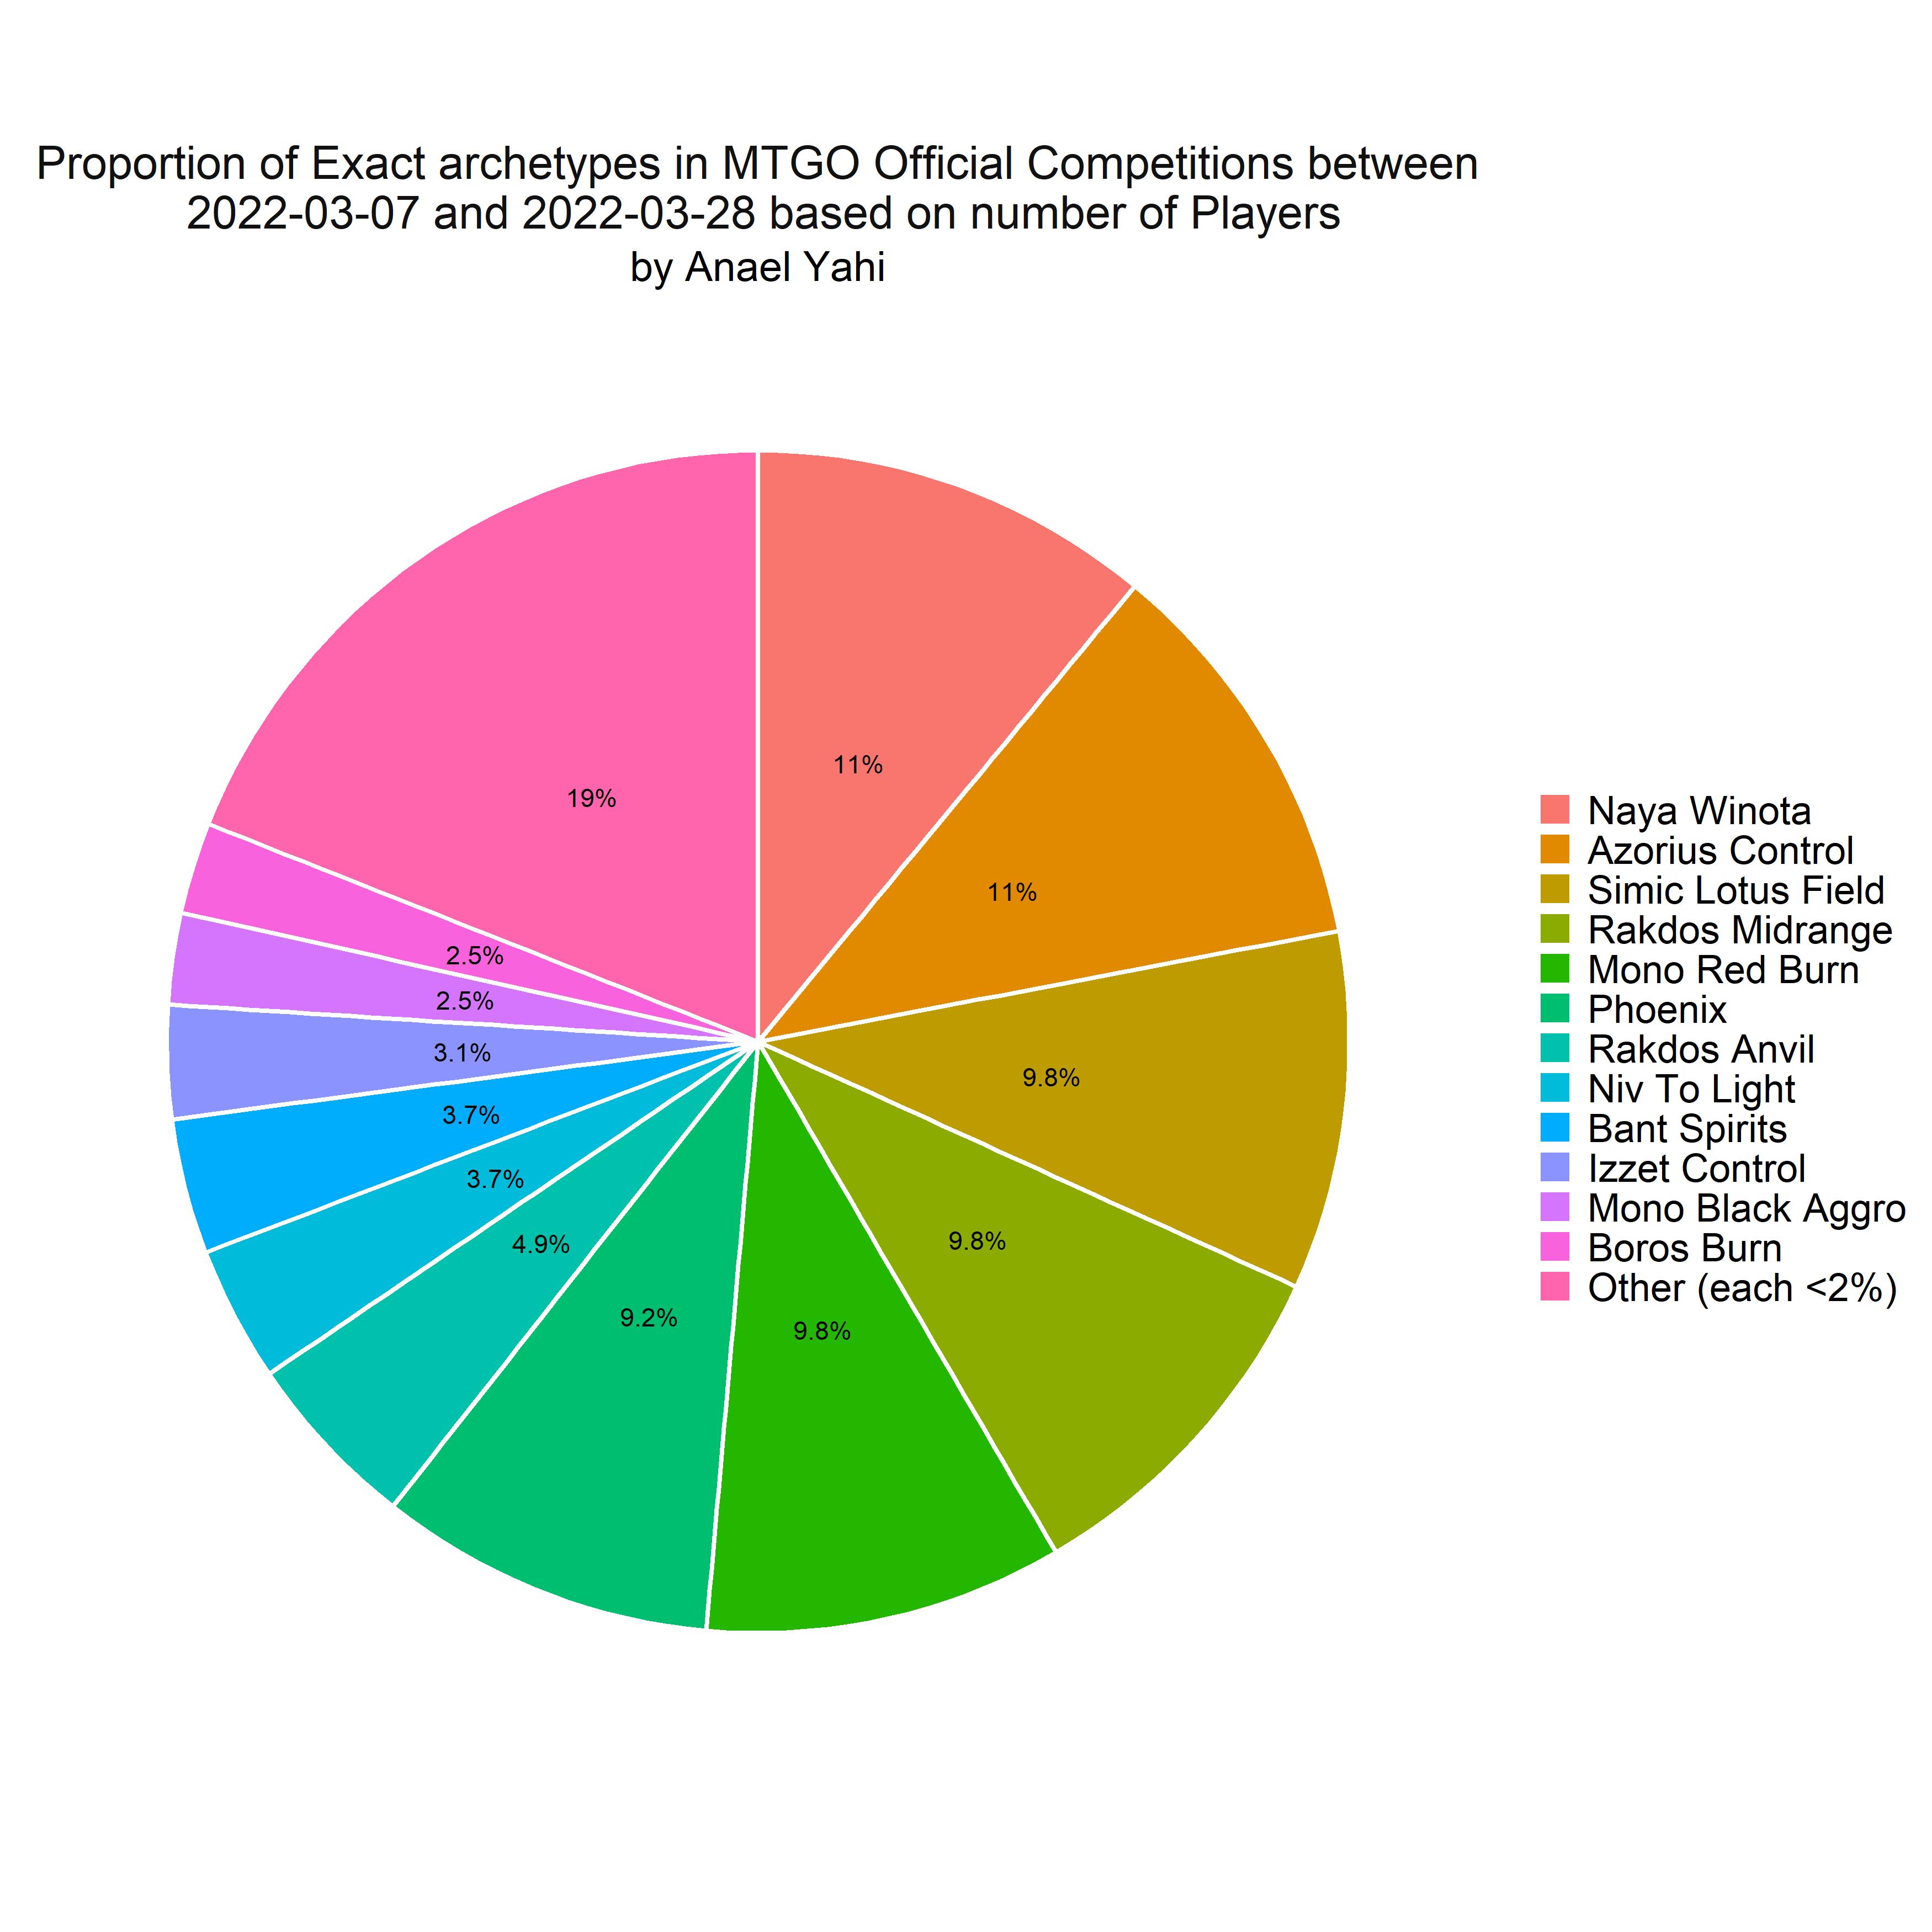 Proportion of Exact archetypes in MTGO Official Competitions between
2022-03-07 and 2022-03-28 based on number of Players
by Anael Yahi
11%
11%
9.8%
9.8%
9.8%
9.2%
4.9%
3.7%
3.7%
3.1%
2.5%
2.5%
19%
Naya Winota
Azorius Control
Simic Lotus Field
Rakdos Midrange
Mono Red Burn
Phoenix
Rakdos Anvil
Niv To Light
Bant Spirits
Izzet Control
Mono Black Aggro
Boros Burn
Other (each <2%)